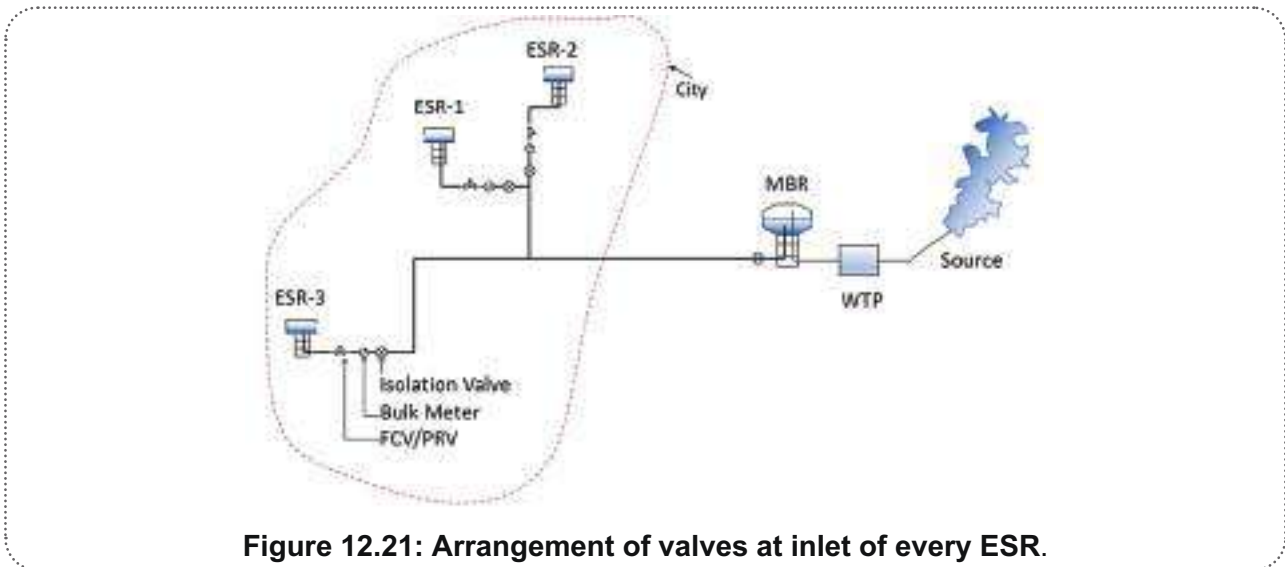 ESR-2
City
ESR-1
MBR
Source
WTP
ESR-3
Isolation Valve
Bulk Meter
FCV/PRV
Figure 12.21: Arrangement of valves at inlet of every ESR.